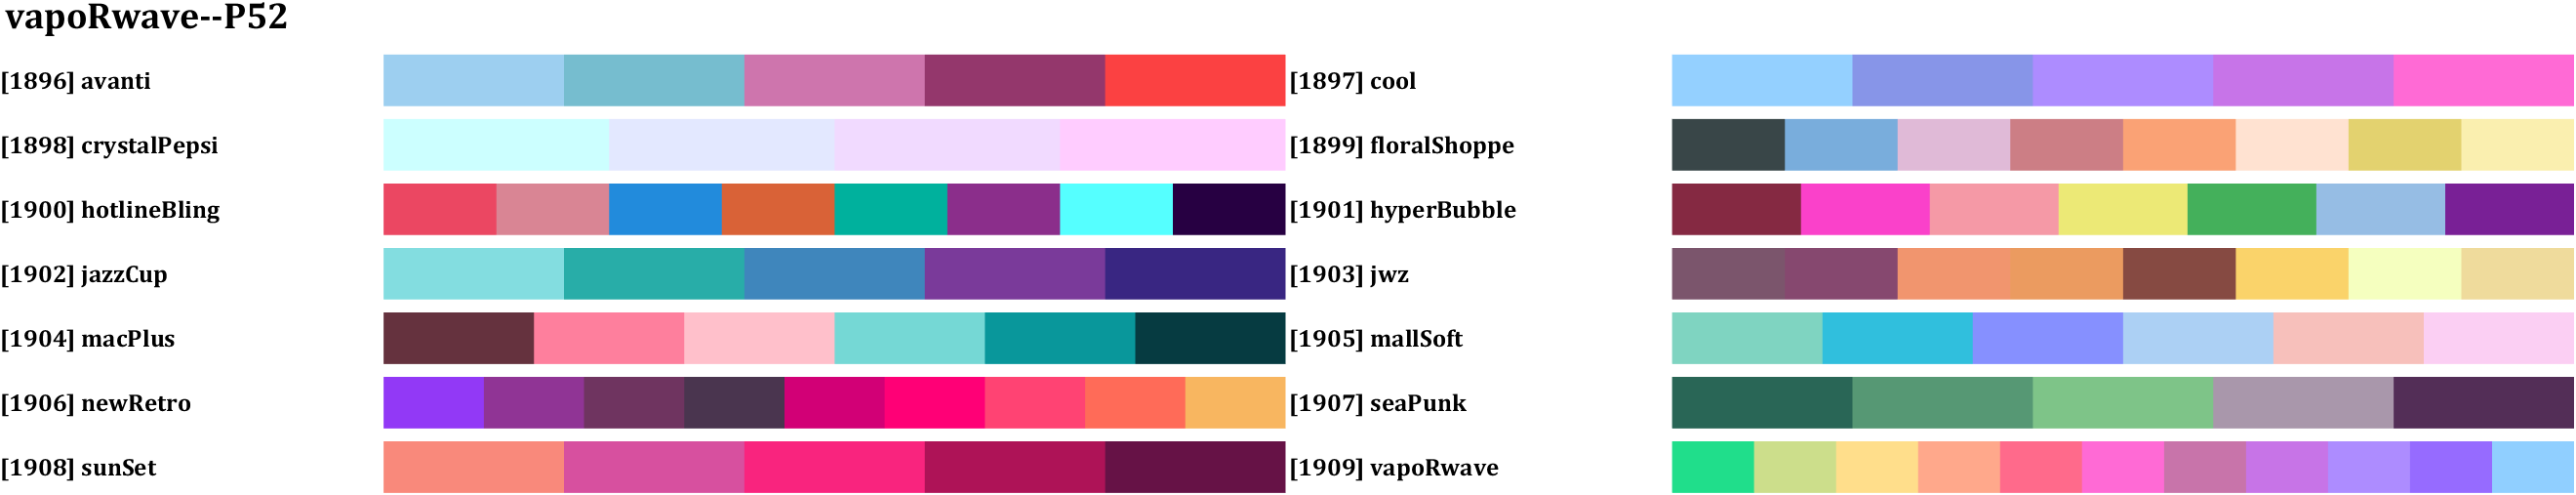 vapoRwave--P52
[1896] avanti
[1897] cool
[1898] crystalPepsi
[1899] floralShoppe
[1900] hotlineBling
[1901] hyperBubble
[1902] jazzCup
[1903] jwz
[1904] macPlus
[1905] mallSoft
[1906] newRetro
[1907] seaPunk
[1908] sunSet
[1909] vapoRwave